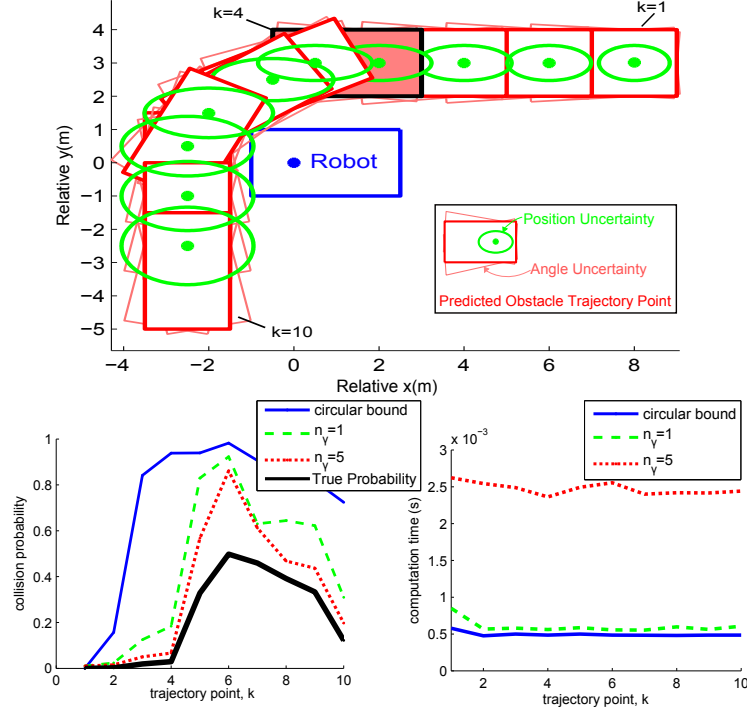 k=4
k=1
4
3
2
1
0
−1
−2
−3
−4
−5
Relative y(m)
Robot
Position Uncertainty
Angle Uncertainty
Predicted Obstacle Trajectory Point
k=10
−4 −2 0 2 4 6 8
Relative x(m)
circular bound
n_γ=1
n_γ=5
True Probability
1
0.8
0.6
0.4
0.2
0
collision probability
0 2 4 6 8 10
trajectory point, k
circular bound
n_γ=1
n_γ=5
x 10⁻³
3
2.5
2
1.5
1
0.5
0
computation time (s)
2 4 6 8 10
trajectory point, k